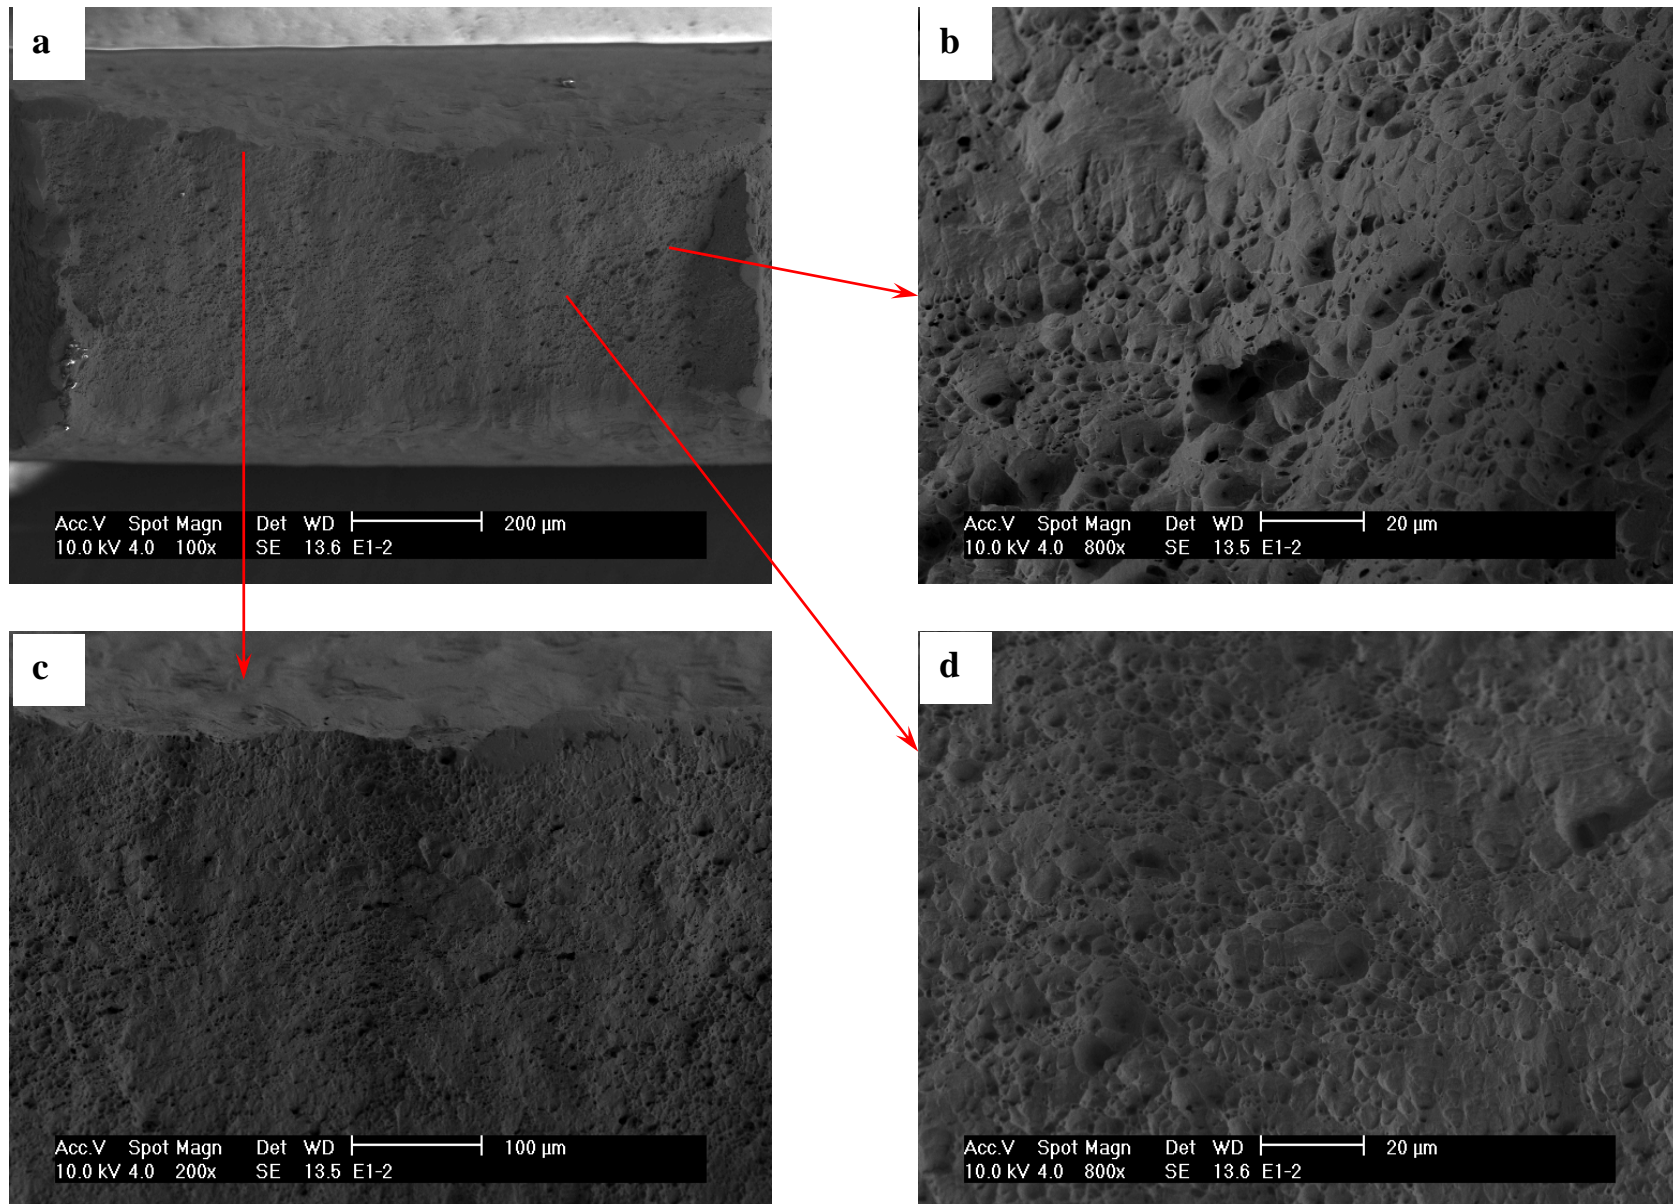 a
Acc.V Spot Magn Det WD 200 µm
10.0 kV 4.0 100x SE 13.6 E1-2
b
Acc.V Spot Magn Det WD 20 µm
10.0 kV 4.0 800x SE 13.5 E1-2
c
Acc.V Spot Magn Det WD 100 µm
10.0 kV 4.0 200x SE 13.5 E1-2
d
Acc.V Spot Magn Det WD 20 µm
10.0 kV 4.0 800x SE 13.6 E1-2